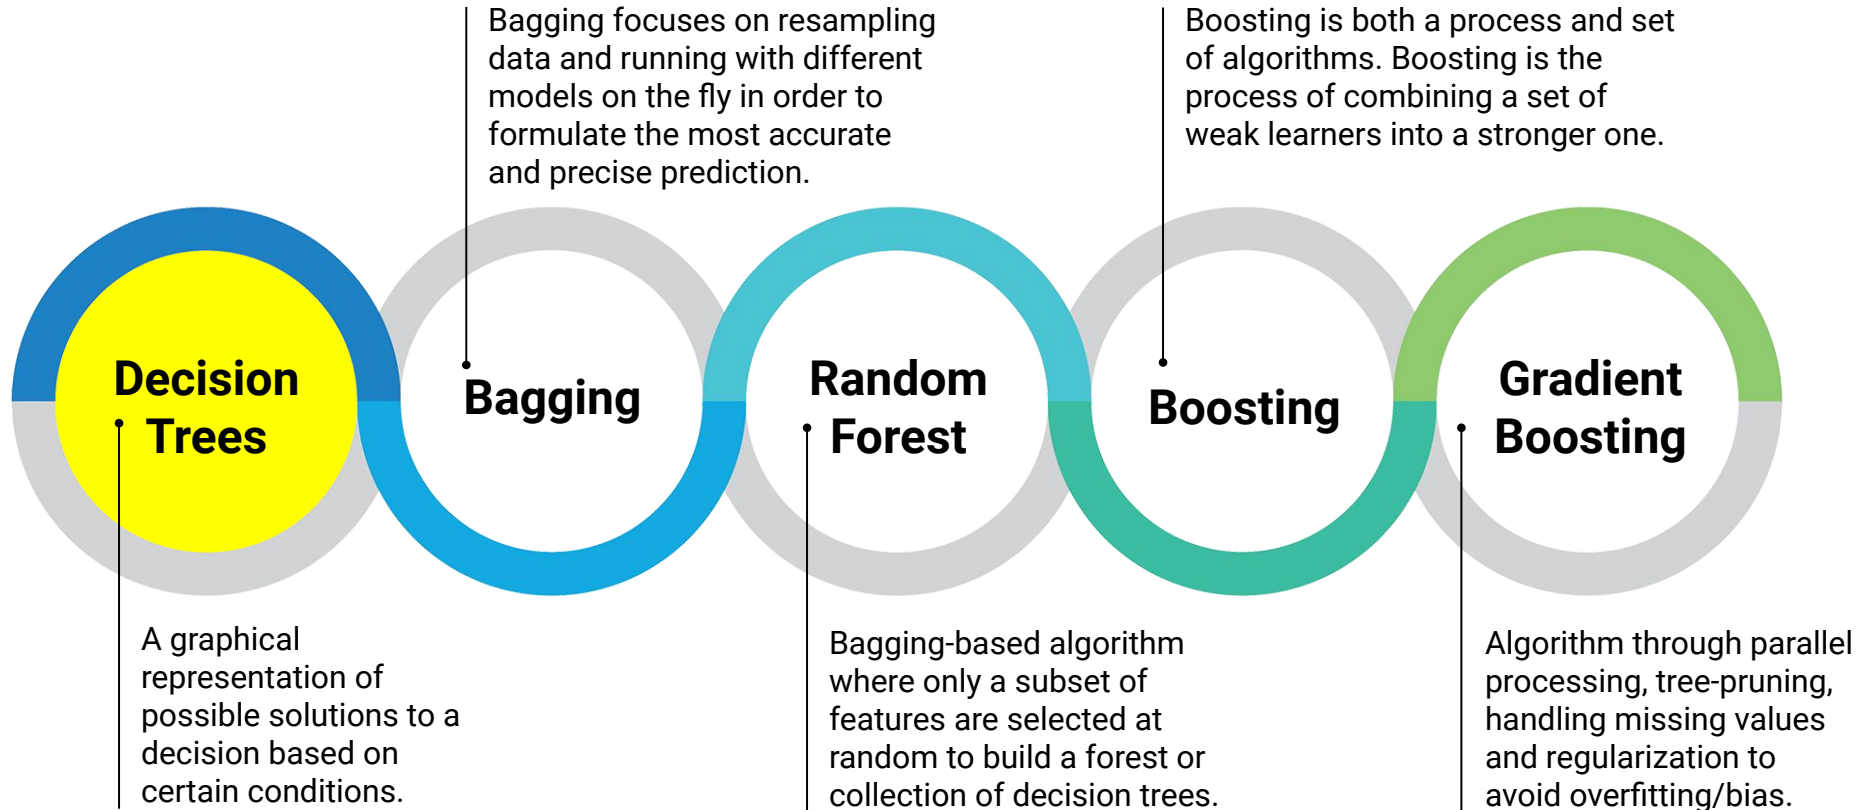 Bagging focuses on resampling
data and running with different
models on the fly in order to
formulate the most accurate
and precise prediction.
Boosting is both a process and set
of algorithms. Boosting is the
process of combining a set of
weak learners into a stronger one.
Decision
Trees
Bagging
Random
Forest
Boosting
Gradient
Boosting
A graphical
representation of
possible solutions to a
decision based on
certain conditions.
Bagging-based algorithm
where only a subset of
features are selected at
random to build a forest or
collection of decision trees.
Algorithm through parallel
processing, tree-pruning,
handling missing values
and regularization to
avoid overfitting/bias.